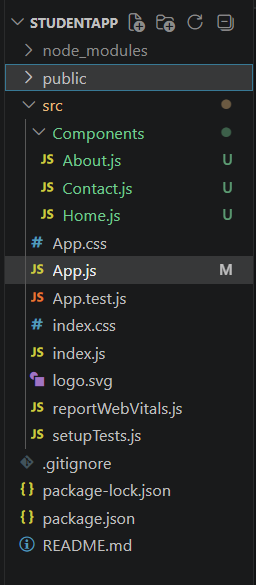 STUDENTAPP
node_modules
public
src
Components
JS About.js U
JS Contact.js U
JS Home.js U
# App.css
JS App.js M
JS App.test.js
# index.css
JS index.js
logo.svg
JS reportWebVitals.js
JS setupTests.js
.gitignore
{} package-lock.json
{} package.json
README.md